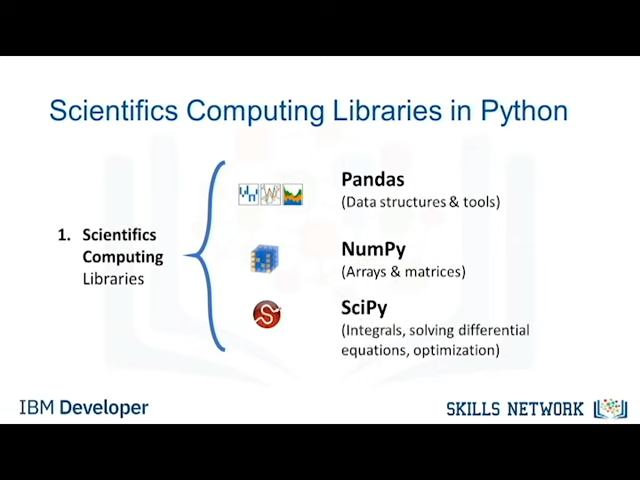 Scientifics Computing Libraries in Python
1. Scientifics
Computing
Libraries
Pandas
(Data structures & tools)
NumPy
(Arrays & matrices)
SciPy
(Integrals, solving differential
equations, optimization)
IBM Developer
SKILLS NETWORK